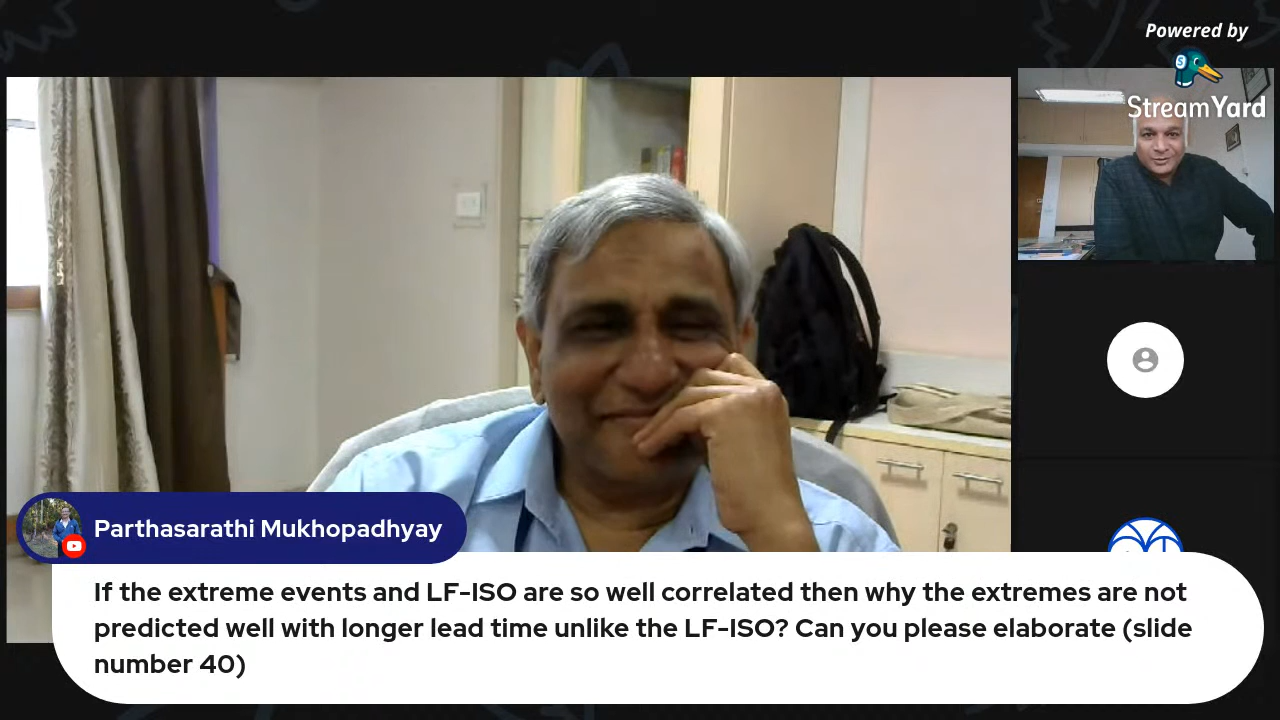 Powered by
StreamYard
Parthasarathi Mukhopadhyay
If the extreme events and LF-ISO are so well correlated then why the extremes are not
predicted well with longer lead time unlike the LF-ISO? Can you please elaborate (slide
number 40)